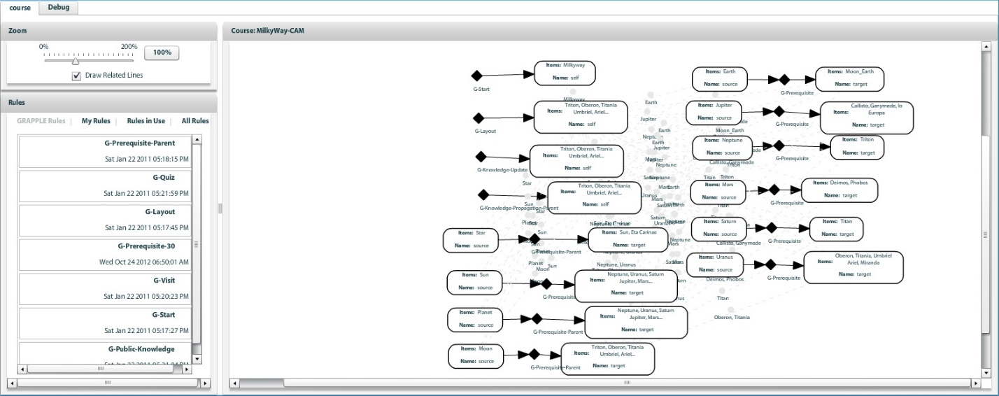 course Debug
Zoom
0% 200% 100%
Draw Related Lines
Rules
GRAPPLE Rules | My Rules | Rules in Use | All Rules
G-Prerequisite-Parent
Sat Jan 22 2011 05:18:15 PM
G-Quiz
Sat Jan 22 2011 05:21:59 PM
G-Layout
Sat Jan 22 2011 05:17:45 PM
G-Prerequisite-30
Wed Oct 24 2012 06:50:01 AM
G-Visit
Sat Jan 22 2011 05:20:23 PM
G-Start
Sat Jan 22 2011 05:17:27 PM
G-Public-Knowledge
Course: MilkyWay-CAM
G-Start
Items: Milkyway
Name: self
Milkyway
G-Layout
Triton, Oberon, Titania
Items: Umbriel, Ariel...
Name: self
G-Knowledge-Update
Triton, Oberon, Titania
Items: Umbriel, Ariel...
Name: self
Star
G-Knowledge-Propagation-Parent
Triton, Oberon, Titania
Items: Umbriel, Ariel...
Name: self
Sun
Star
Items: Star
Name: source
Sun
G-Prerequisite-Parent
Items: Sun, Eta Carinae
Name: target
Planet
Sun
Moon
Neptune, Uranus
Items: Sun
Name: source
G-Prerequisite
Neptune, Uranus, Saturn
Items: Jupiter, Mars...
Name: target
Items: Planet
Name: source
G-Prerequisite-Parent
Neptune, Uranus, Saturn
Items: Jupiter, Mars...
Name: target
Items: Moon
Name: source
G-Prerequisite-Parent
Triton, Oberon, Titania
Items: Umbriel, Ariel...
Name: target
Earth
Jupiter
Earth
Earth
Jupiter
Jupiter
Neptune
Mars
Saturn
Uranus
Neptune
Mars
Items: Earth
Name: source
G-Prerequisite
Items: Moon_Earth
Name: target
Items: Jupiter
Name: source
G-Prerequisite
Callisto, Ganymede, Io
Items: Europa
Name: target
Moon_Earth
Items: Neptune
Name: source
G-Prerequisite
Items: Triton
Name: target
Callisto, Ganymede
Triton
Titan Triton
Items: Mars
Name: source
G-Prerequisite
Items: Deimos, Phobos
Name: target
Titan
Items: Saturn
Name: source
G-Prerequisite
Items: Titan
Name: target
Callisto, Ganymede
Items: Uranus
Name: source
G-Prerequisite
Oberon, Titania, Umbriel
Items: Ariel, Miranda
Name: target
Deimos, Phobos
Titan
Oberon, Titania